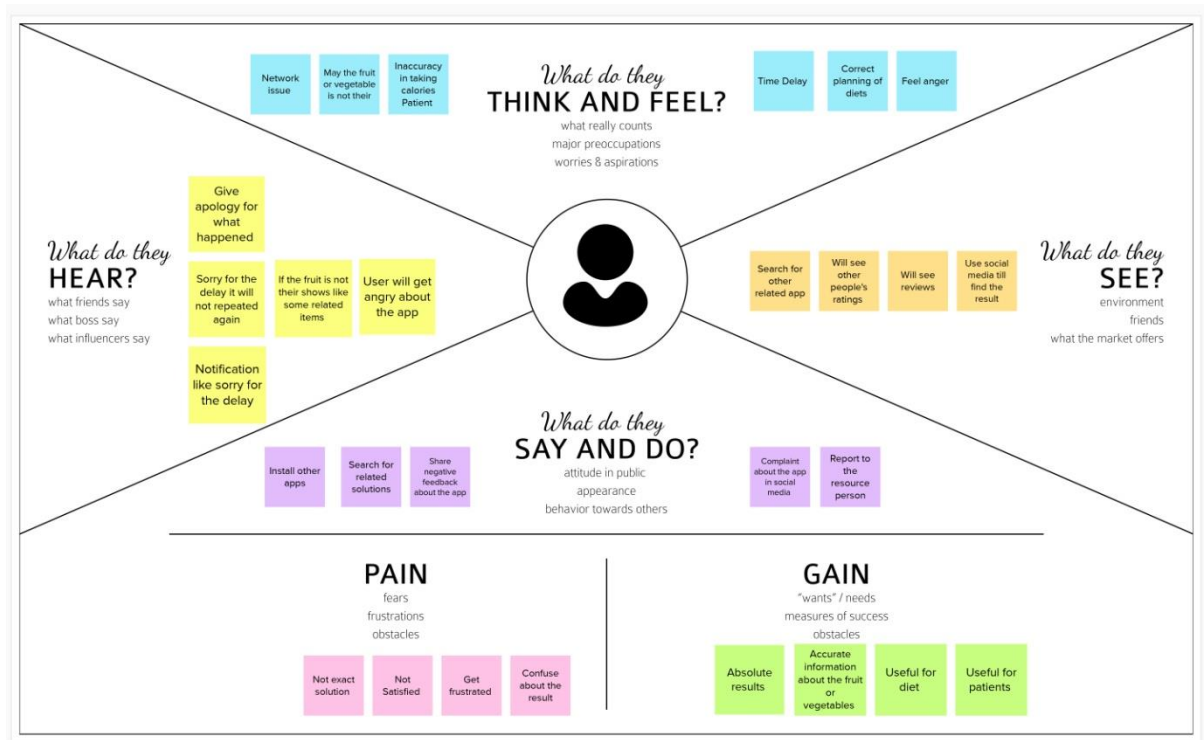 Network
issue
May the fruit
or vegetable
is not their
Inaccuracy
in taking
calories
Patient
What do they
THINK AND FEEL?
what really counts
major preoccupations
worries & aspirations
Time Delay
Correct
planning of
diets
Feel anger
What do they
HEAR?
what friends say
what boss say
what influencers say
Give
apology for
what
happened
Sorry for the
delay it will
not repeated
again
If the fruit is not
their shows like
some related
items
User will get
angry about
the app
Notification
like sorry for
the delay
Search for
other
related app
Will see
other
people's
ratings
Will see
reviews
Use social
media till
find the
result
What do they
SEE?
environment
friends
what the market offers
What do they
SAY AND DO?
attitude in public
appearance
behavior towards others
Install other
apps
Search for
related
solutions
Share
negative
feedback
about the app
Complaint
about the app
in social
media
Report to
the
resource
person
PAIN
fears
frustrations
obstacles
Not exact
solution
Not
Satisfied
Get
frustrated
Confuse
about the
result
GAIN
"wants" / needs
measures of success
obstacles
Absolute
results
Accurate
information
about the fruit
or
vegetables
Useful for
diet
Useful for
patients